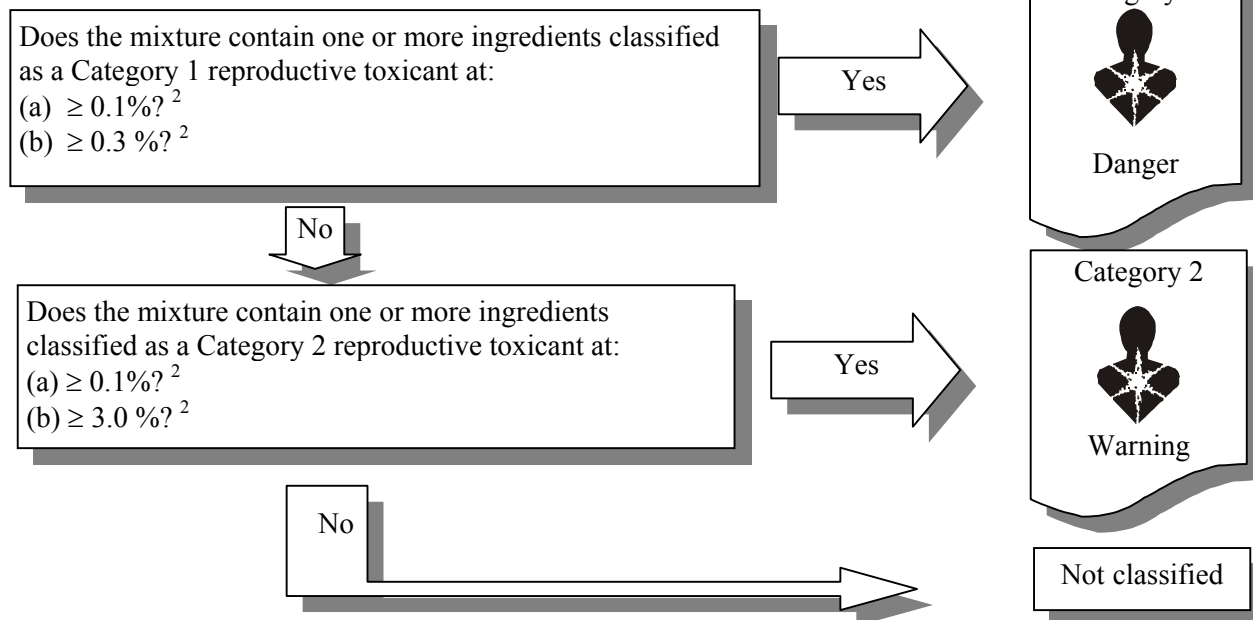 Does the mixture contain one or more ingredients classified
as a Category 1 reproductive toxicant at:
(a) ≥ 0.1%? ²
(b) ≥ 0.3 %? ²
Yes
Danger
No
Does the mixture contain one or more ingredients
classified as a Category 2 reproductive toxicant at:
(a) ≥ 0.1%? ²
(b) ≥ 3.0 %? ²
Yes
Category 2
Warning
No
Not classified